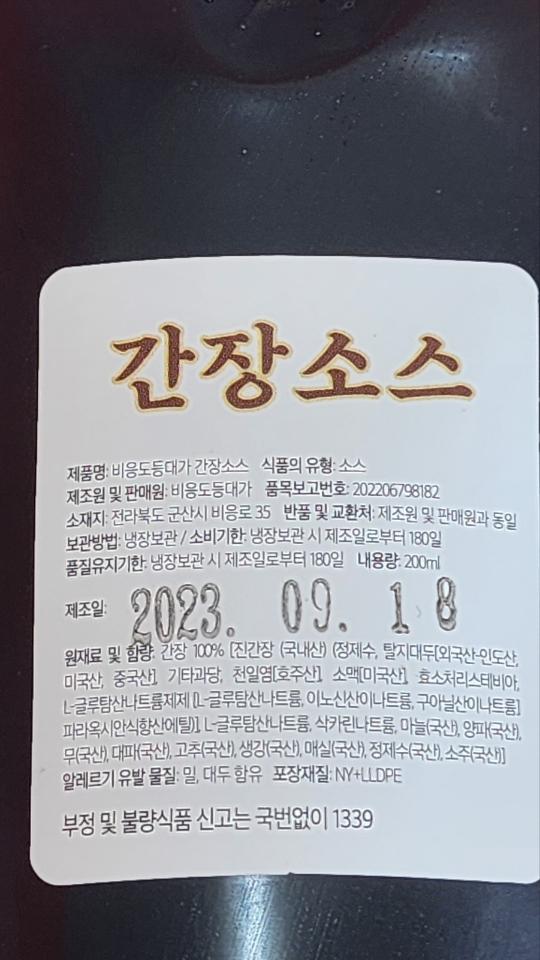 간장소스
제품명: 비응도등대가 간장소스 식품의 유형: 소스
제조원 및 판매원: 비응도등대가 품목보고번호: 202206798182
소재지: 전라북도 군산시 비응로 35 반품 및 교환처: 제조원 및 판매원과 동일
보관방법: 냉장보관 / 소비기한: 냉장보관 시 제조일로부터 180일
품질유지기한: 냉장보관 시 제조일로부터 180일 내용량: 200ml
제조일: 2023. 09. 18
원재료 및 함량: 간장 100% [진간장 (국내산) (정제수, 탈지대두[외국산-인도산,
미국산, 중국산], 기타과당, 천일염[호주산], 소맥[미국산], 효소처리스테비아,
L-글루탐산나트륨제제 [L-글루탐산나트륨, 이노신산이나트륨, 구아닐산이나트륨]
파라옥시안식향산에틸)], L-글루탐산나트륨, 삭카린나트륨, 마늘(국산), 양파(국산),
무(국산), 대파(국산), 고추(국산), 생강(국산), 매실(국산), 정제수(국산), 소주(국산)]
알레르기 유발 물질: 밀, 대두 함유 포장재질: NY+LLDPE
부정 및 불량식품 신고는 국번없이 1339